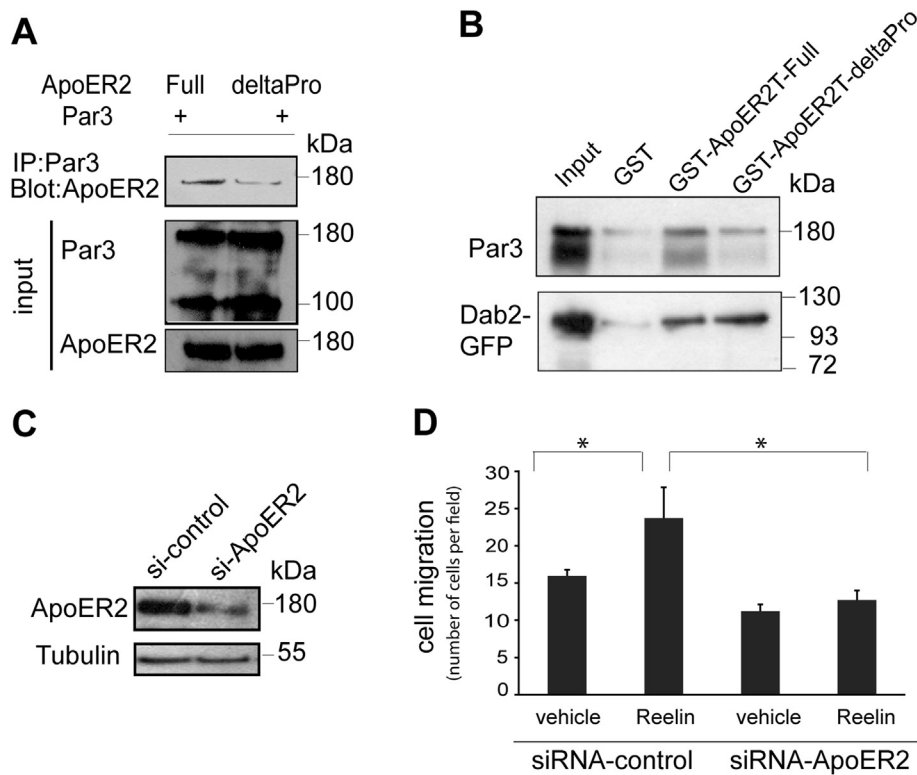 A
ApoER2 Full deltaPro
Par3 + +
kDa
IP:Par3
Blot:ApoER2
180
input
Par3
180
100
ApoER2
180
B
Input
GST
GST-ApoER2T-Full
GST-ApoER2T-deltaPro
kDa
Par3
180
Dab2-
GFP
130
93
72
C
si-control
si-ApoER2
kDa
ApoER2
180
Tubulin
55
D
* *
cell migration
(number of cells per field)
30
25
20
15
10
5
0
vehicle Reelin vehicle Reelin
siRNA-control siRNA-ApoER2